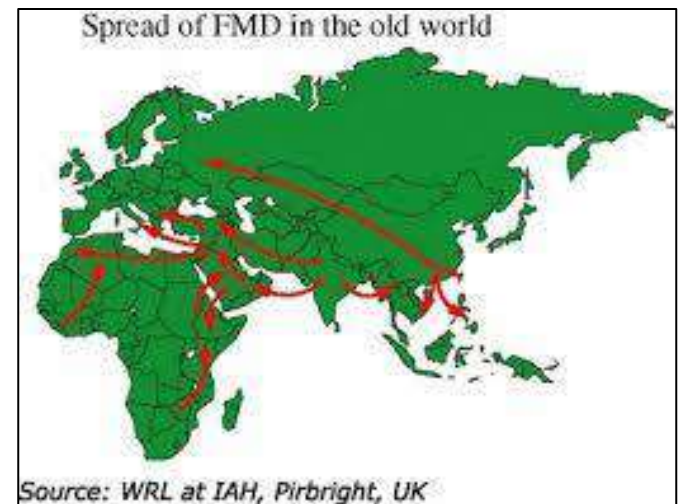 Spread of FMD in the old world
Source: WRL at IAH, Pirbright, UK